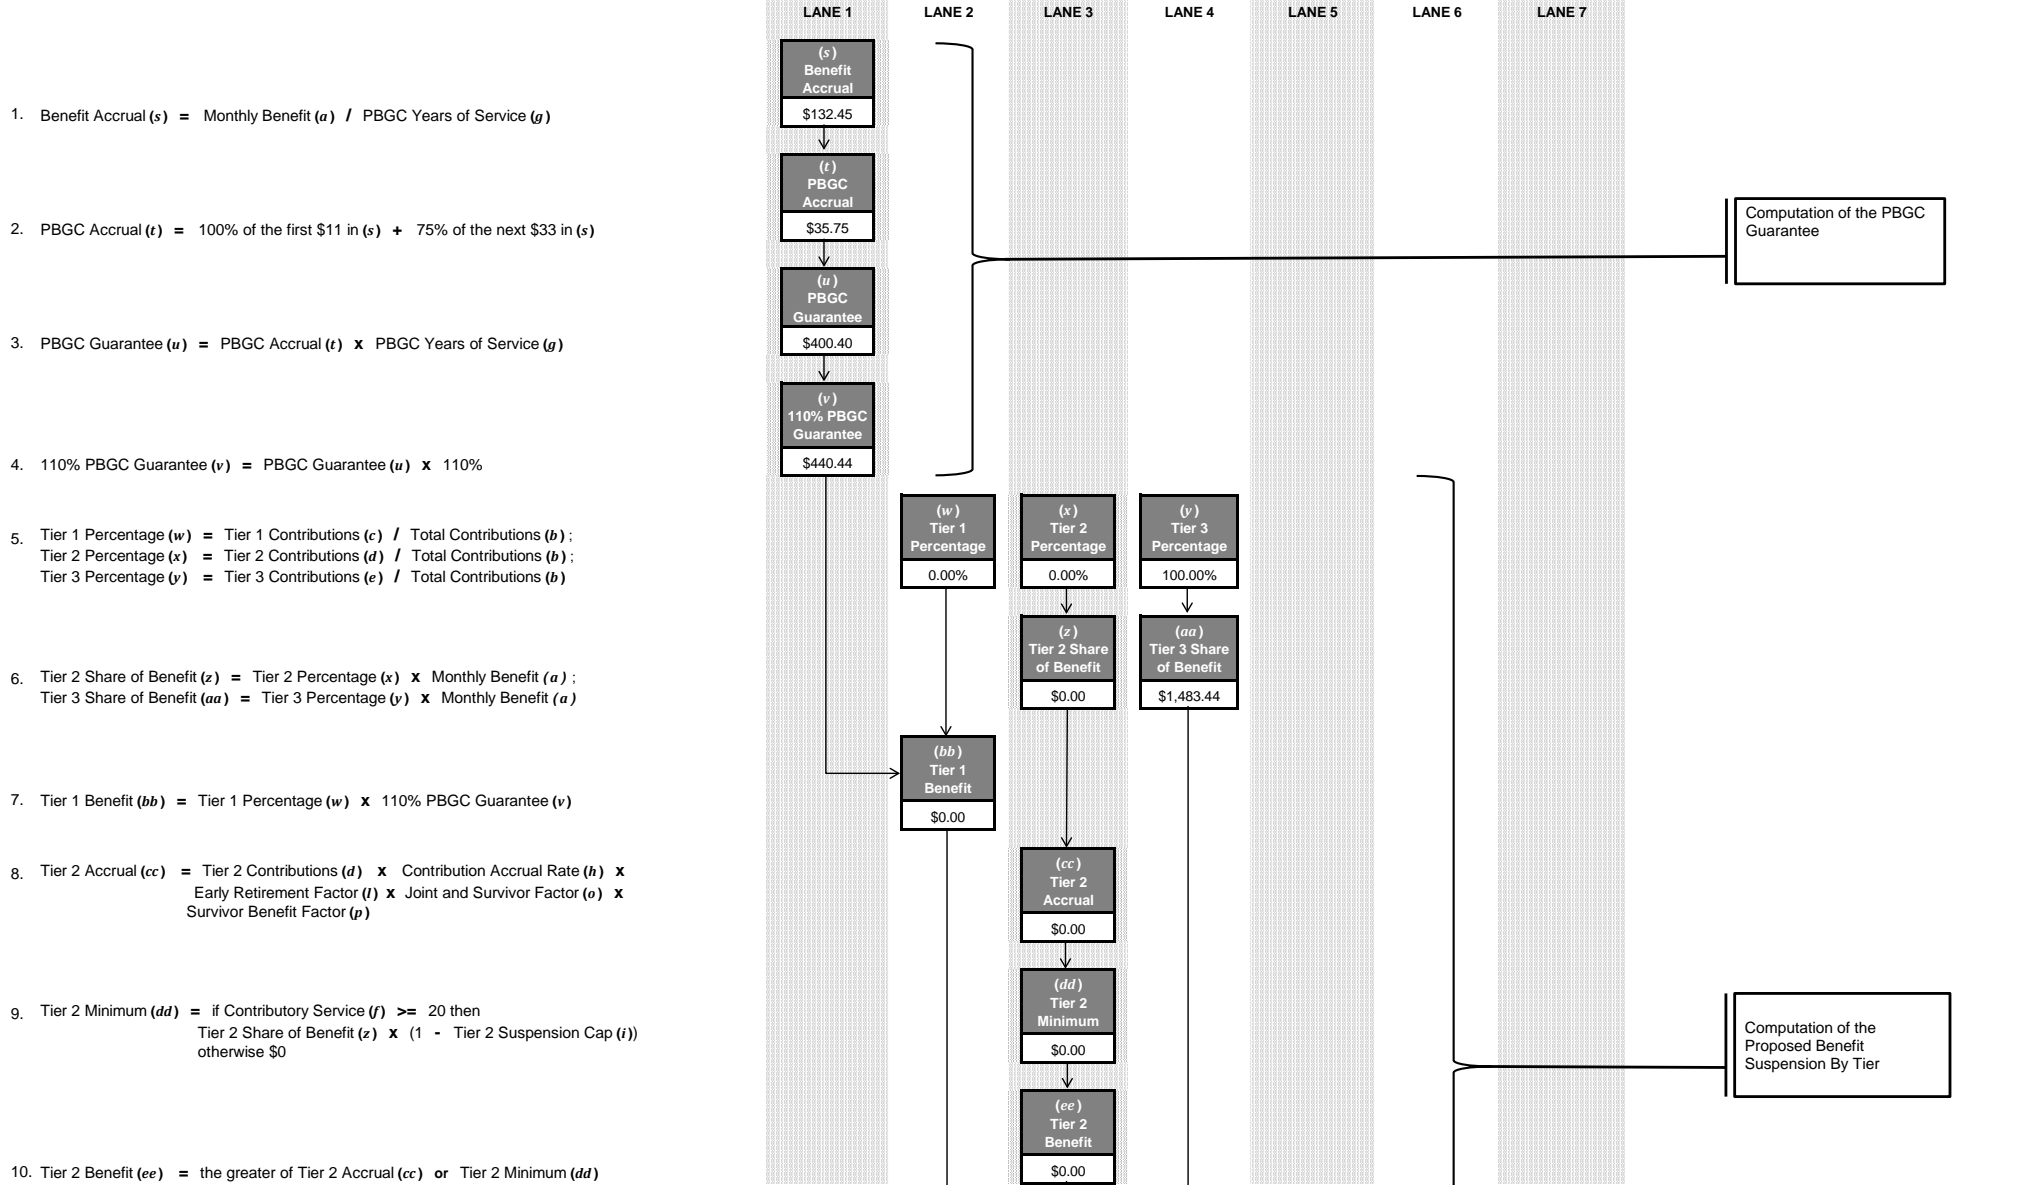 LANE 1 LANE 2 LANE 3 LANE 4 LANE 5 LANE 6 LANE 7
(s)
Benefit
Accrual
$132.45
1. Benefit Accrual (s) = Monthly Benefit (a) / PBGC Years of Service (g)
(t)
PBGC
Accrual
$35.75
2. PBGC Accrual (t) = 100% of the first $11 in (s) + 75% of the next $33 in (s)
Computation of the PBGC
Guarantee
(u)
PBGC
Guarantee
$400.40
3. PBGC Guarantee (u) = PBGC Accrual (t) x PBGC Years of Service (g)
(v)
110% PBGC
Guarantee
$440.44
4. 110% PBGC Guarantee (v) = PBGC Guarantee (u) x 110%
(w)
Tier 1
Percentage
0.00%
(x)
Tier 2
Percentage
0.00%
(y)
Tier 3
Percentage
100.00%
5. Tier 1 Percentage (w) = Tier 1 Contributions (c) / Total Contributions (b) ;
Tier 2 Percentage (x) = Tier 2 Contributions (d) / Total Contributions (b) ;
Tier 3 Percentage (y) = Tier 3 Contributions (e) / Total Contributions (b)
(z)
Tier 2 Share
of Benefit
$0.00
(aa)
Tier 3 Share
of Benefit
$1,483.44
6. Tier 2 Share of Benefit (z) = Tier 2 Percentage (x) x Monthly Benefit (a) ;
Tier 3 Share of Benefit (aa) = Tier 3 Percentage (y) x Monthly Benefit (a)
(bb)
Tier 1
Benefit
$0.00
7. Tier 1 Benefit (bb) = Tier 1 Percentage (w) x 110% PBGC Guarantee (v)
(cc)
Tier 2
Accrual
$0.00
8. Tier 2 Accrual (cc) = Tier 2 Contributions (d) x Contribution Accrual Rate (h) x
Early Retirement Factor (l) x Joint and Survivor Factor (o) x
Survivor Benefit Factor (p)
(dd)
Tier 2
Minimum
$0.00
9. Tier 2 Minimum (dd) = if Contributory Service (f) >= 20 then
Tier 2 Share of Benefit (z) x (1 - Tier 2 Suspension Cap (i))
otherwise $0
Computation of the
Proposed Benefit
Suspension By Tier
(ee)
Tier 2
Benefit
$0.00
10. Tier 2 Benefit (ee) = the greater of Tier 2 Accrual (cc) or Tier 2 Minimum (dd)